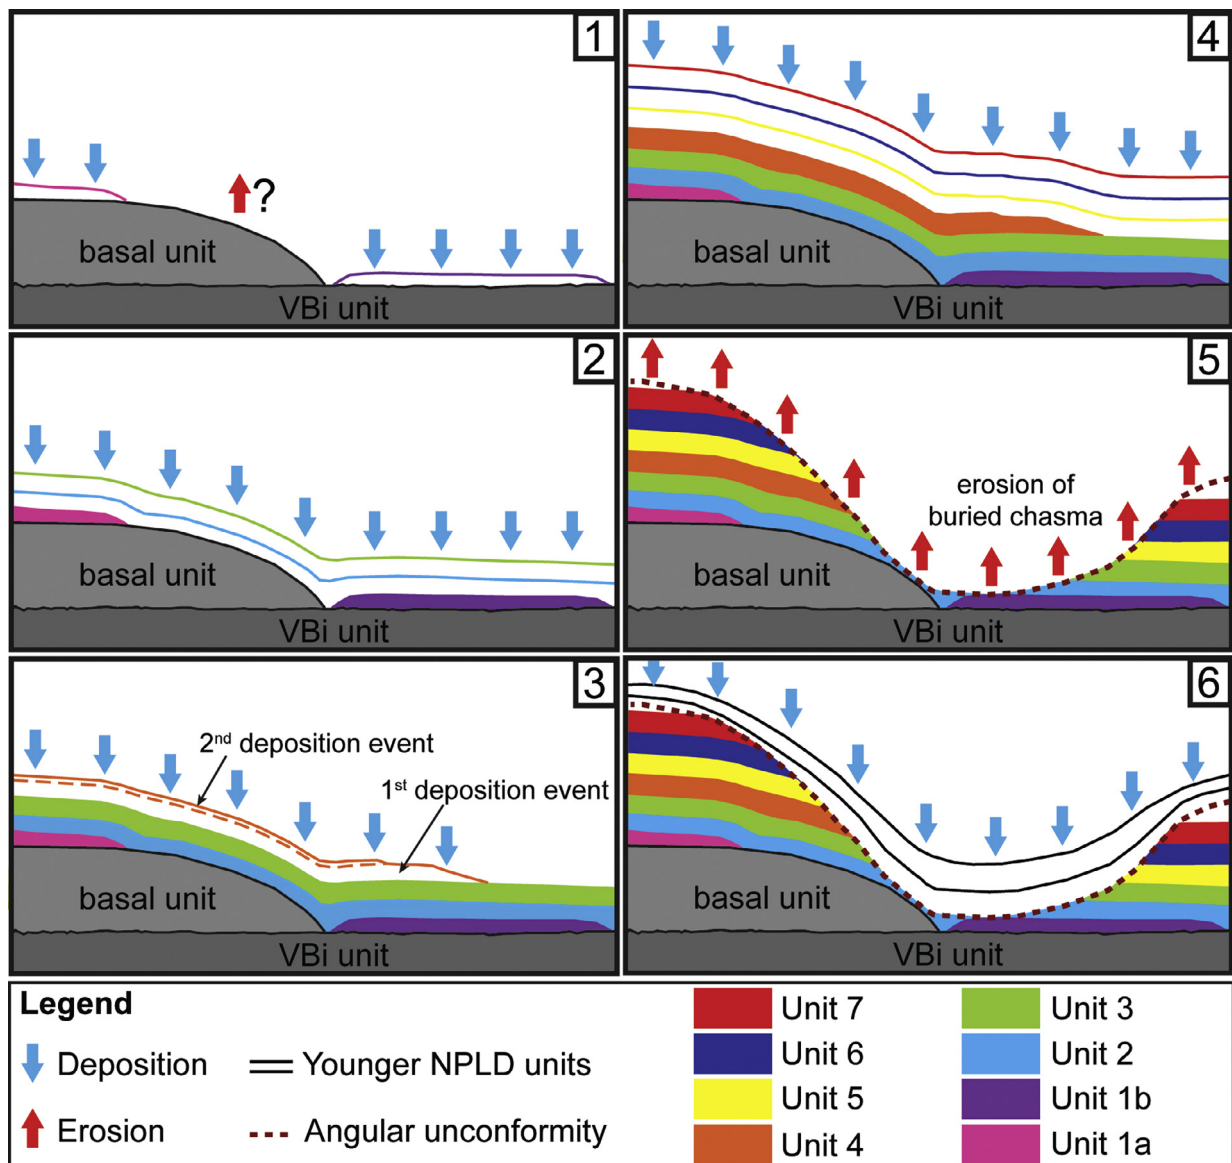 1
?
basal unit
VBi unit
2
basal unit
VBi unit
3
2nd deposition event
1st deposition event
basal unit
VBi unit
4
basal unit
VBi unit
5
erosion of
buried chasma
basal unit
VBi unit
6
basal unit
VBi unit
Legend
Deposition
Younger NPLD units
Erosion
Angular unconformity
Unit 7
Unit 3
Unit 6
Unit 2
Unit 5
Unit 1b
Unit 4
Unit 1a